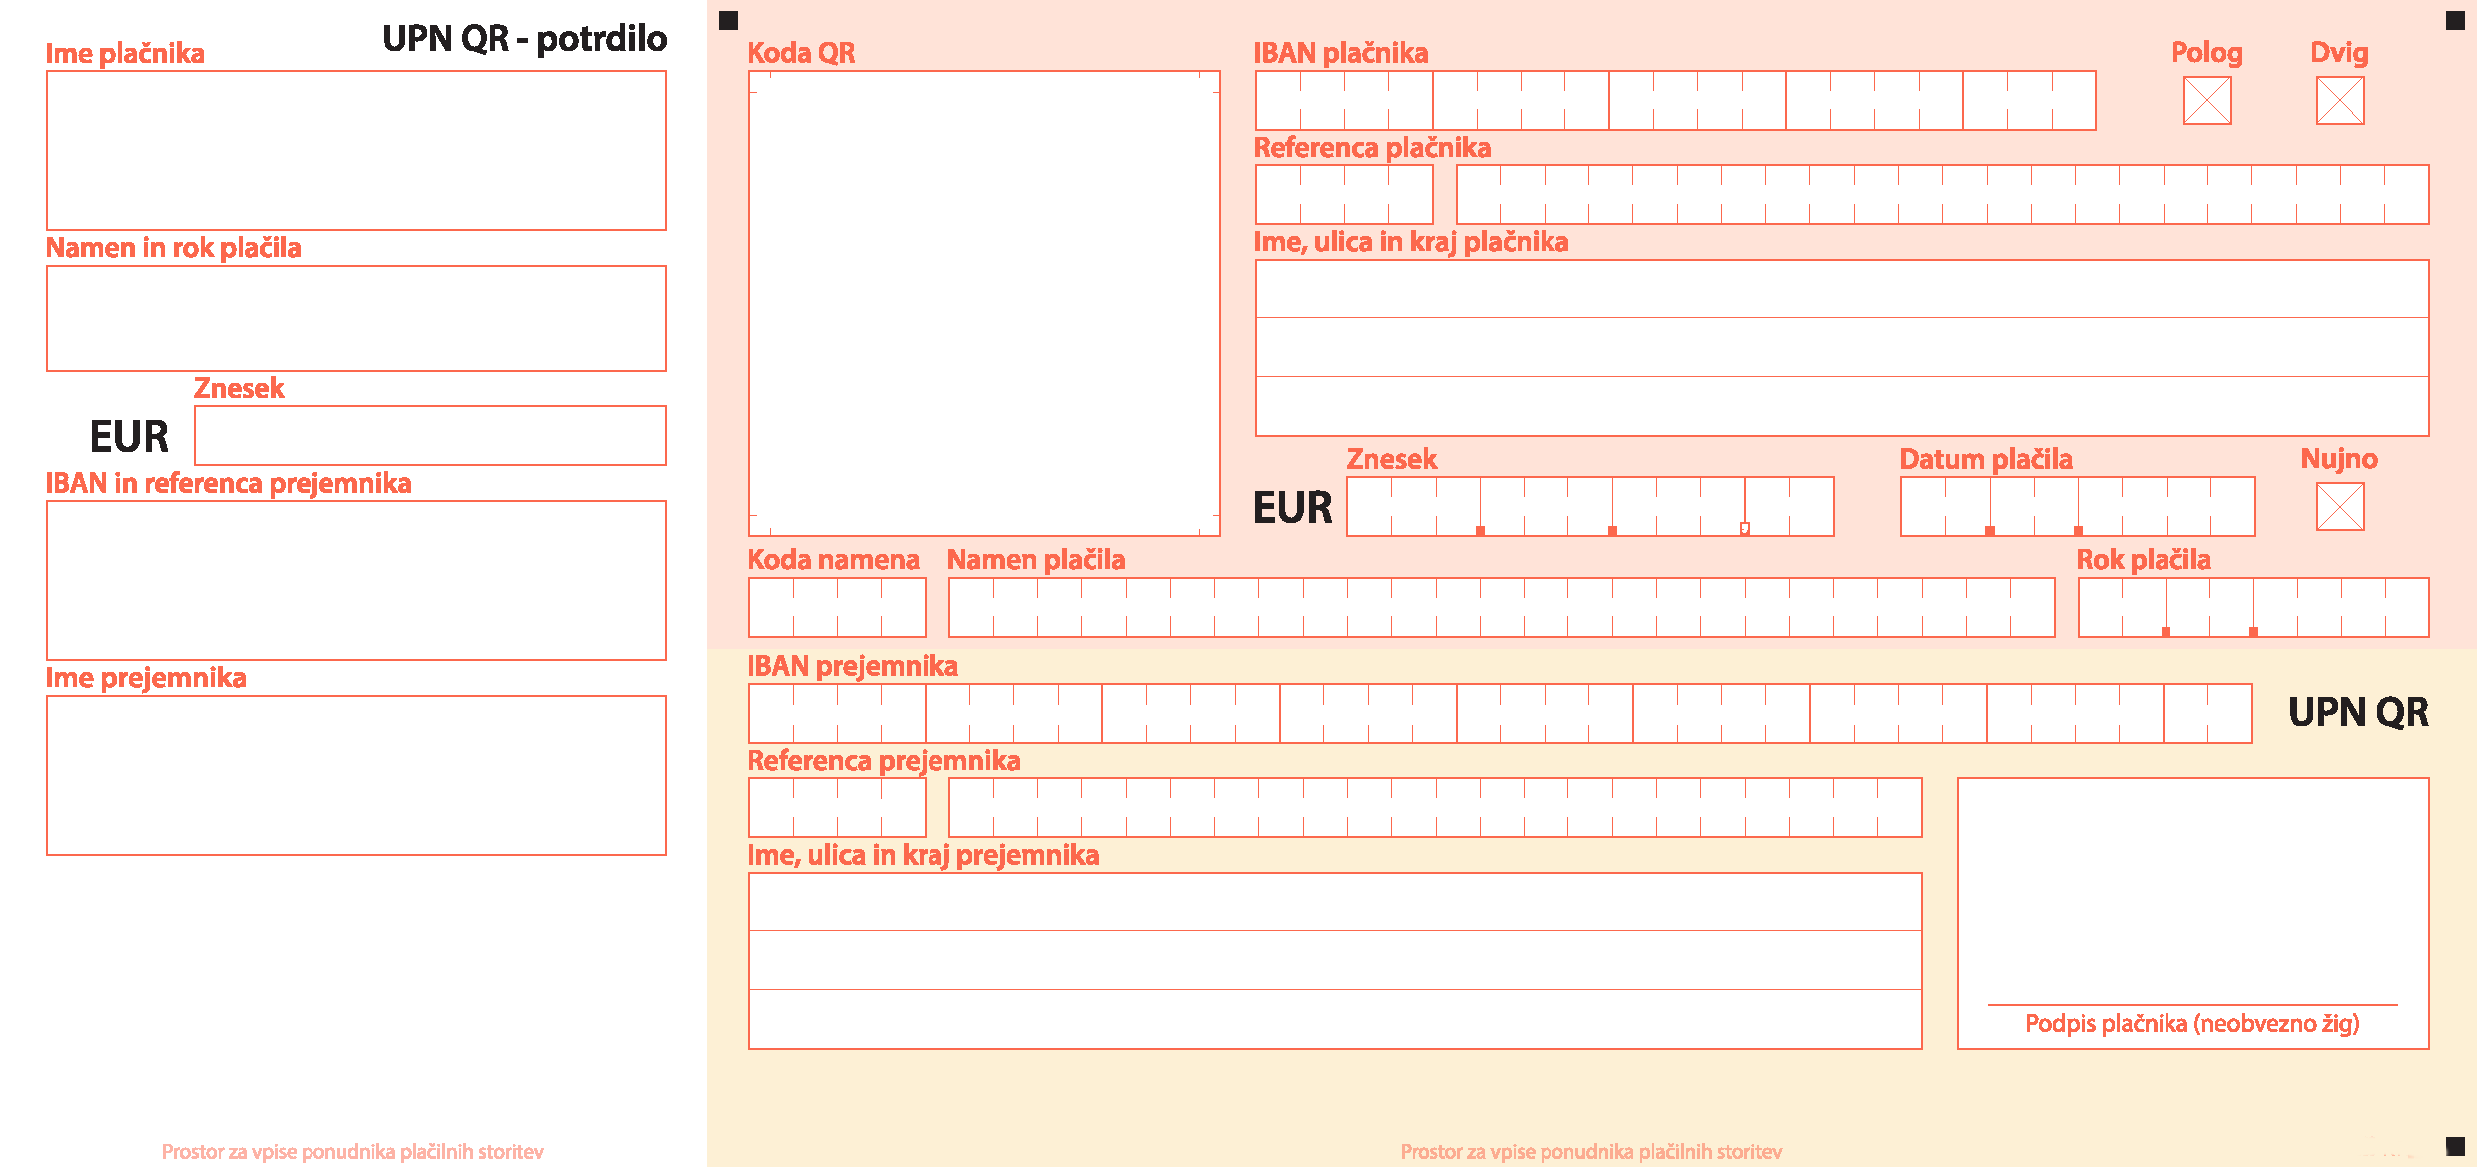 UPN QR - potrdilo
Ime plačnika
Namen in rok plačila
Znesek
EUR
IBAN in referenca prejemnika
Ime prejemnika
Prostor za vpise ponudnika plačilnih storitev
Koda QR
IBAN plačnika
Polog
Dvig
Referenca plačnika
Ime, ulica in kraj plačnika
Znesek
Datum plačila
Nujno
EUR
Koda namena
Namen plačila
Rok plačila
IBAN prejemnika
UPN QR
Referenca prejemnika
Ime, ulica in kraj prejemnika
Podpis plačnika (neobvezno žig)
Prostor za vpise ponudnika plačilnih storitev